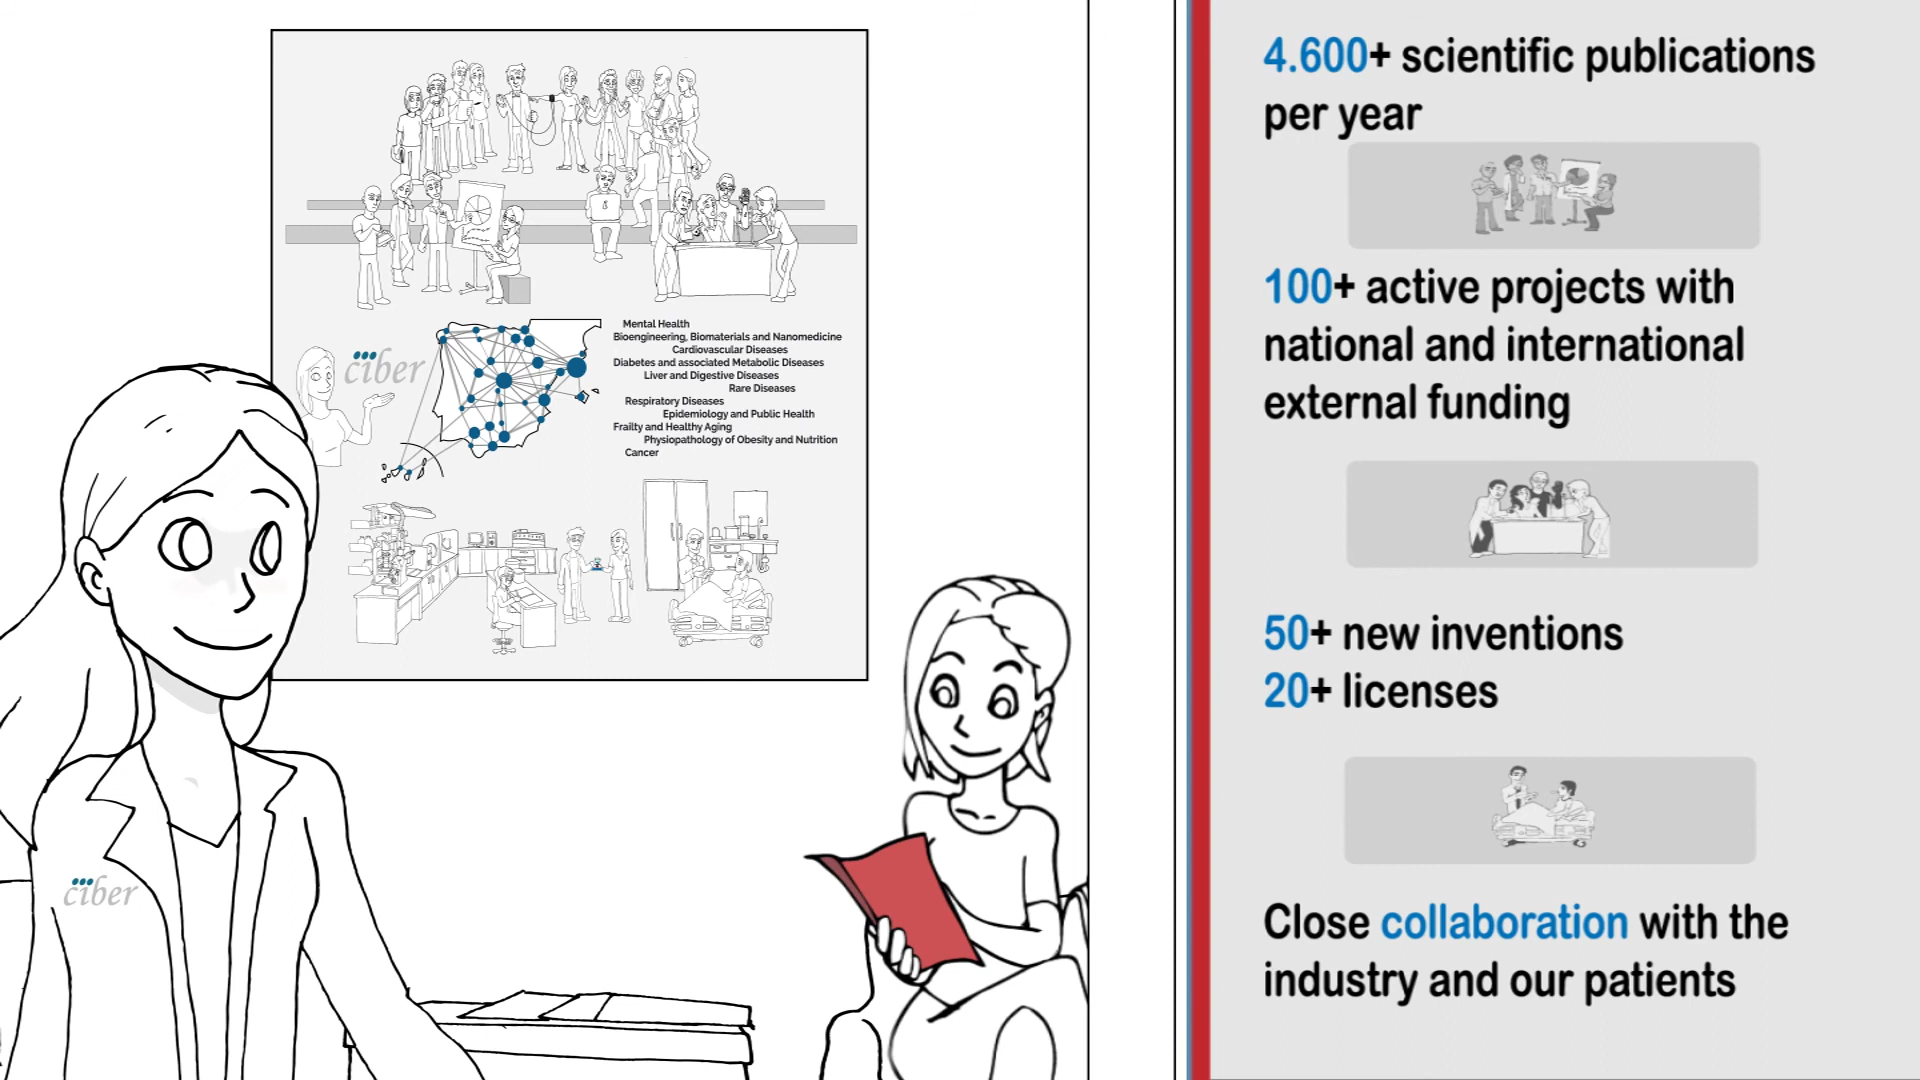 ciber
Mental Health
Bioengineering, Biomaterials and Nanomedicine
Cardiovascular Diseases
Diabetes and associated Metabolic Diseases
Liver and Digestive Diseases
Rare Diseases
Respiratory Diseases
Epidemiology and Public Health
Frailty and Healthy Aging
Physiopathology of Obesity and Nutrition
Cancer
ciber
4.600+ scientific publications
per year
100+ active projects with
national and international
external funding
50+ new inventions
20+ licenses
Close collaboration with the
industry and our patients